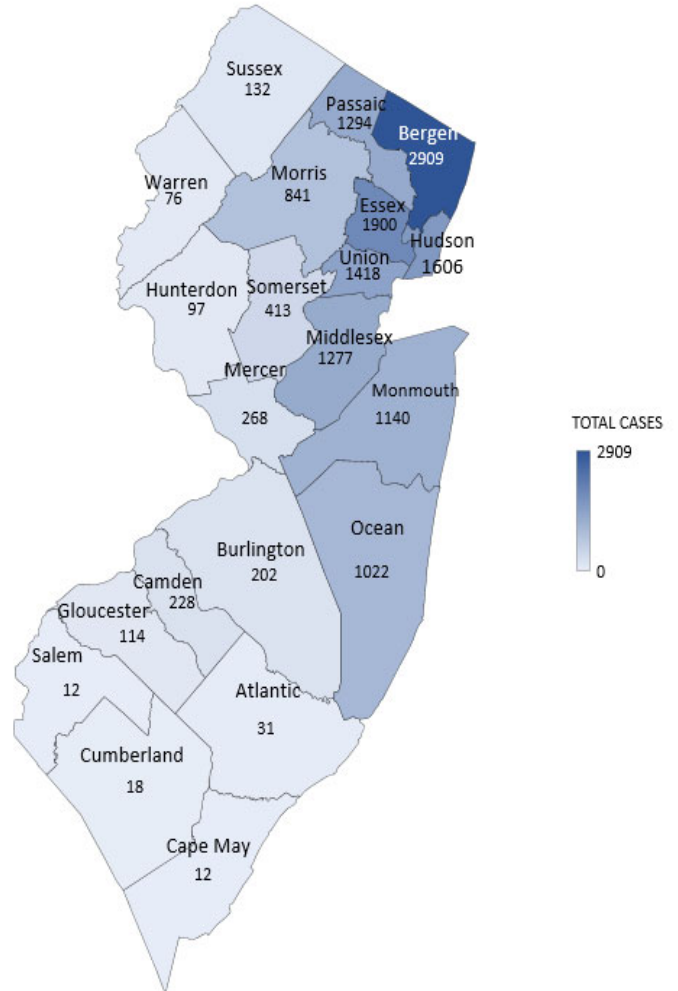 Sussex
132
Passaic
1294
Bergen
2909
Morris
841
Warren
76
Essex
1900
Hudson
1606
Union
1418
Hunterdon
97
Somerset
413
Middlesex
1277
Mercer
268
Monmouth
1140
TOTAL CASES
2909
0
Ocean
1022
Burlington
202
Camden
228
Gloucester
114
Salem
12
Atlantic
31
Cumberland
18
Cape May
12